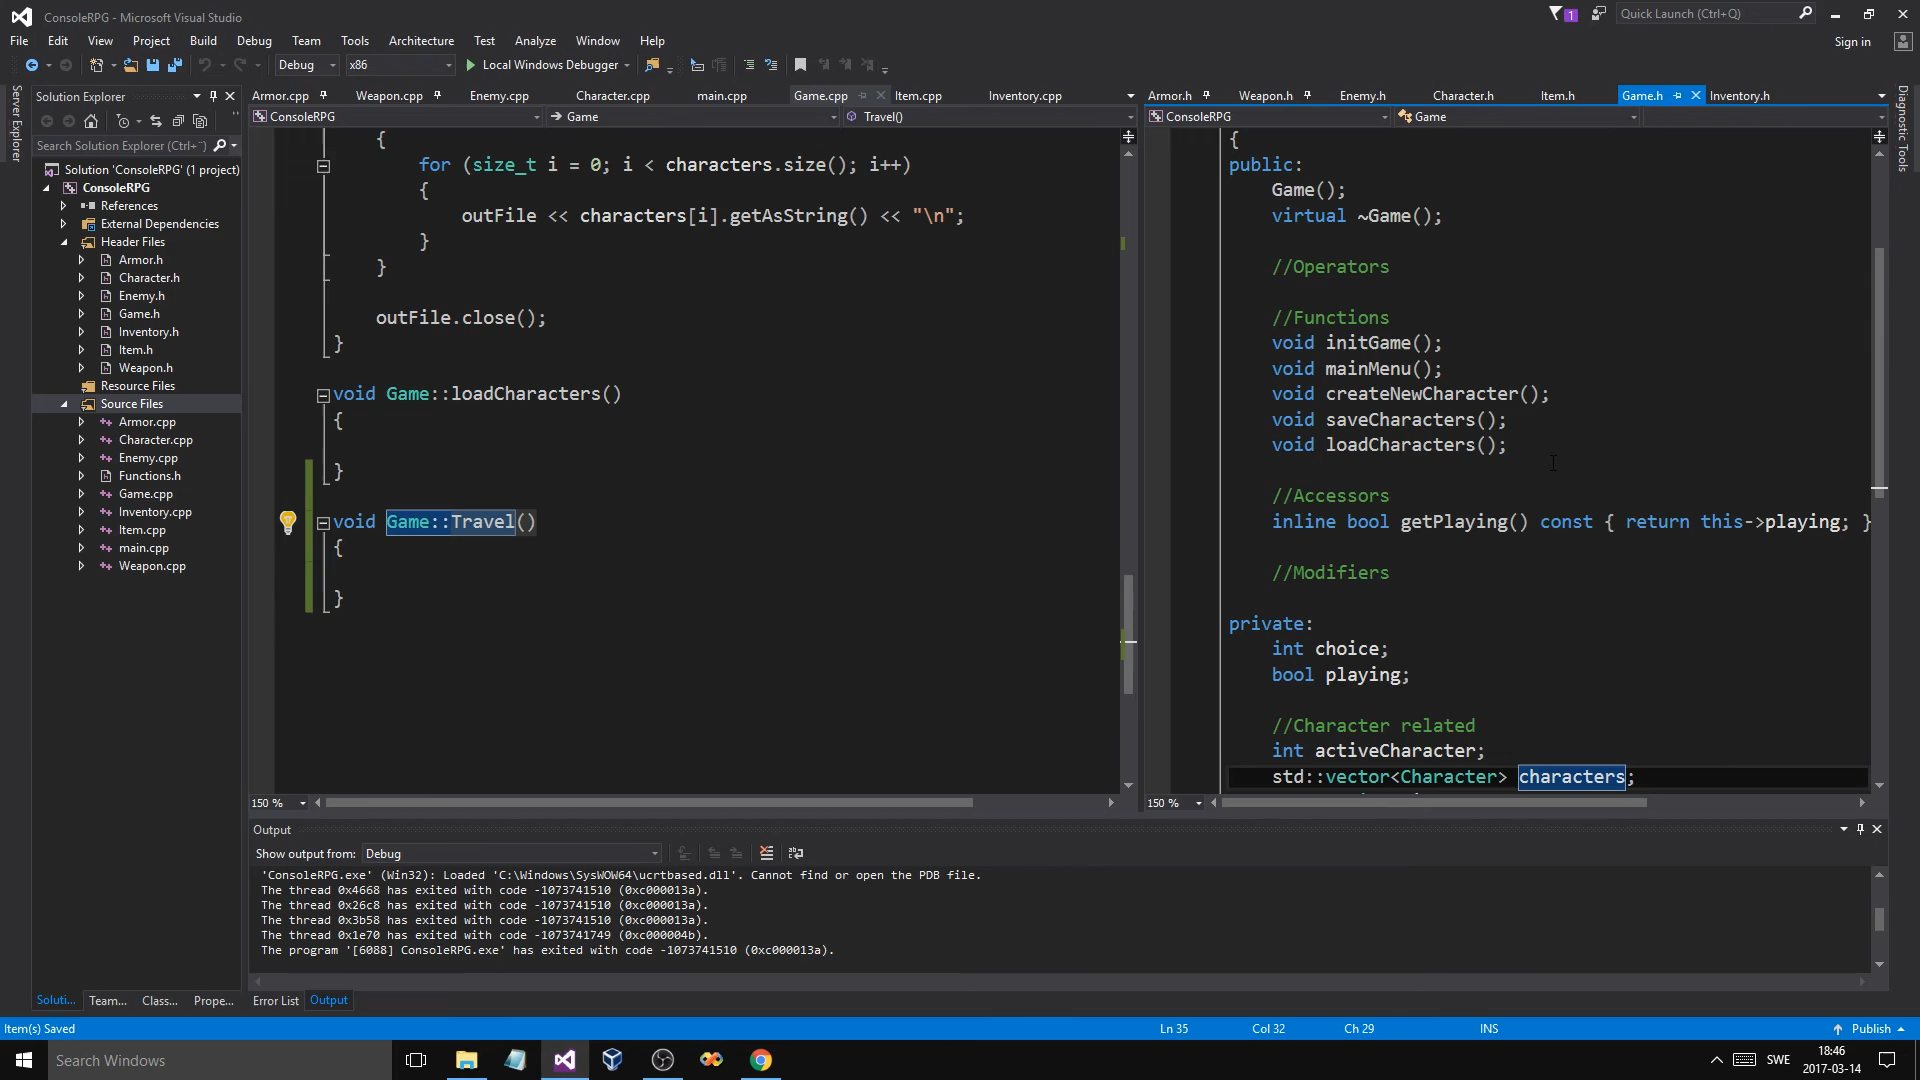 ConsoleRPG - Microsoft Visual Studio
1
Quick Launch (Ctrl+Q)
File Edit View Project Build Debug Team Tools Architecture Test Analyze Window Help
Sign in
Debug x86 Local Windows Debugger
Server Explorer
Solution Explorer
Search Solution Explorer (Ctrl+¨)
Solution 'ConsoleRPG' (1 project)
ConsoleRPG
References
External Dependencies
Header Files
Armor.h
Character.h
Enemy.h
Game.h
Inventory.h
Item.h
Weapon.h
Resource Files
Source Files
Armor.cpp
Character.cpp
Enemy.cpp
Functions.h
Game.cpp
Inventory.cpp
Item.cpp
main.cpp
Weapon.cpp
Soluti... Team... Class... Prope...
Armor.cpp Weapon.cpp Enemy.cpp Character.cpp main.cpp Game.cpp Item.cpp Inventory.cpp
ConsoleRPG Game Travel()
{
for (size_t i = 0; i < characters.size(); i++)
{
outFile << characters[i].getAsString() << "\n";
}
}
outFile.close();
}
void Game::loadCharacters()
{
}
void Game::Travel()
{
}
150 %
Armor.h Weapon.h Enemy.h Character.h Item.h Game.h Inventory.h
ConsoleRPG Game
{
public:
Game();
virtual ~Game();
//Operators
//Functions
void initGame();
void mainMenu();
void createNewCharacter();
void saveCharacters();
void loadCharacters();
//Accessors
inline bool getPlaying() const { return this->playing; }
//Modifiers
private:
int choice;
bool playing;
//Character related
int activeCharacter;
std::vector<Character> characters;
150 %
Diagnostic Tools
Output
Show output from: Debug
'ConsoleRPG.exe' (Win32): Loaded 'C:\Windows\SysWOW64\ucrtbased.dll'. Cannot find or open the PDB file.
The thread 0x4668 has exited with code -1073741510 (0xc000013a).
The thread 0x26c8 has exited with code -1073741510 (0xc000013a).
The thread 0x3b58 has exited with code -1073741510 (0xc000013a).
The thread 0x1e70 has exited with code -1073741749 (0xc000004b).
The program '[6088] ConsoleRPG.exe' has exited with code -1073741510 (0xc000013a).
Error List Output
Item(s) Saved Ln 35 Col 32 Ch 29 INS Publish
Search Windows
SWE
18:46
2017-03-14